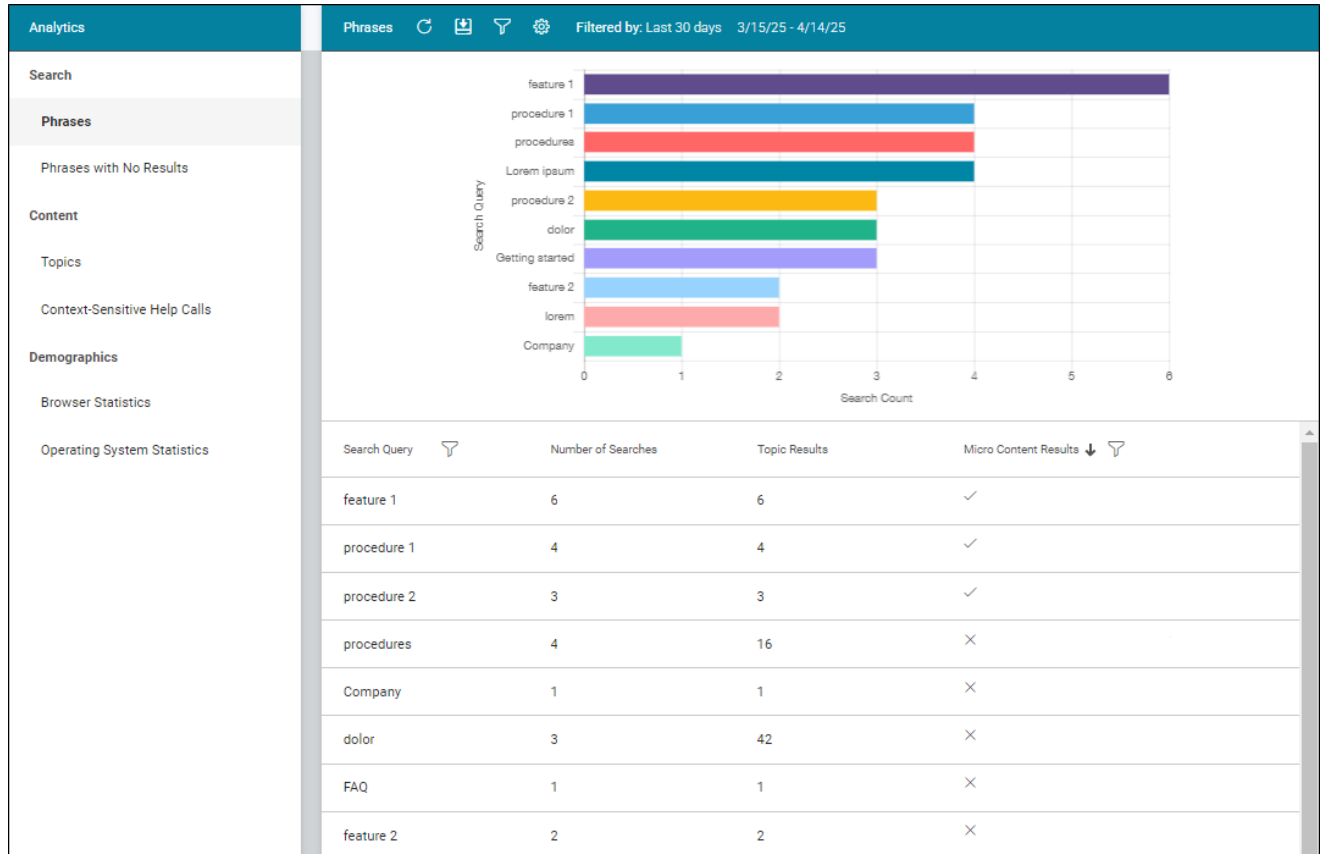 Analytics
Search
Phrases
Phrases with No Results
Content
Topics
Context-Sensitive Help Calls
Demographics
Browser Statistics
Operating System Statistics
Phrases Filtered by: Last 30 days 3/15/25 - 4/14/25
Search Query
feature 1
procedure 1
procedures
Lorem ipsum
procedure 2
dolor
Getting started
feature 2
lorem
Company
0 1 2 3 4 5 6
Search Count
Search Query Number of Searches Topic Results Micro Content Results
feature 1 6 6
procedure 1 4 4
procedure 2 3 3
procedures 4 16
Company 1 1
dolor 3 42
FAQ 1 1
feature 2 2 2